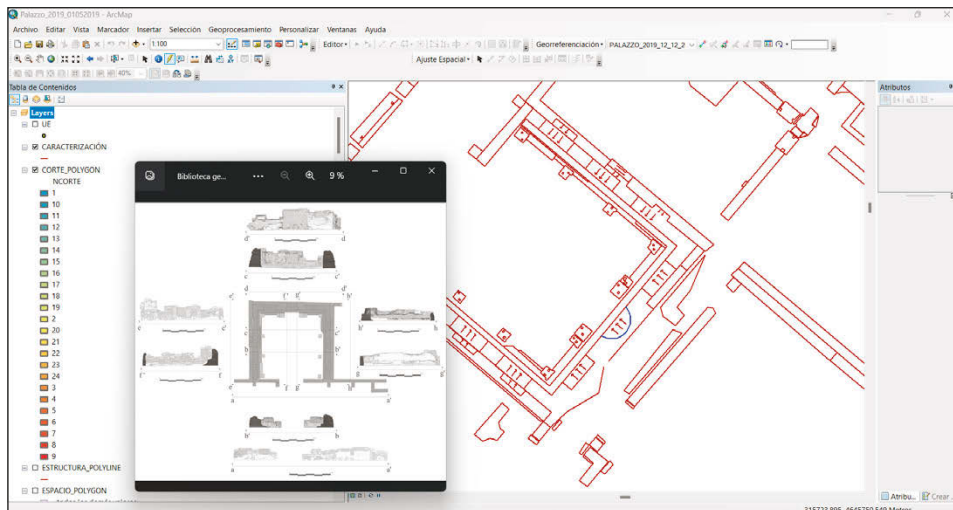 Palazzo_2019_01052019 - ArcMap
Archivo Editar Vista Marcador Insertar Selección Geoprocesamiento Personalizar Ventanas Ayuda
1:100
Editor
Georreferenciación
PALAZZO_2019_12_12_2
Ajuste Espacial
40%
Tabla de Contenidos
Atributos
Layers
UE
CARACTERIZACIÓN
CORTE_POLYGON
NCORTE
1
10
11
12
13
14
15
16
17
18
19
2
20
21
22
23
24
3
4
5
6
7
8
9
ESTRUCTURA_POLYLINE
ESPACIO_POLYGON
Biblioteca ge...
9 %
d' d
c c'
d d'
e' f' g' h'
e e'
c c'
h' h
b b'
f f'
g g'
e f g h
a a'
b' b
a a'
Atribu...
Crear